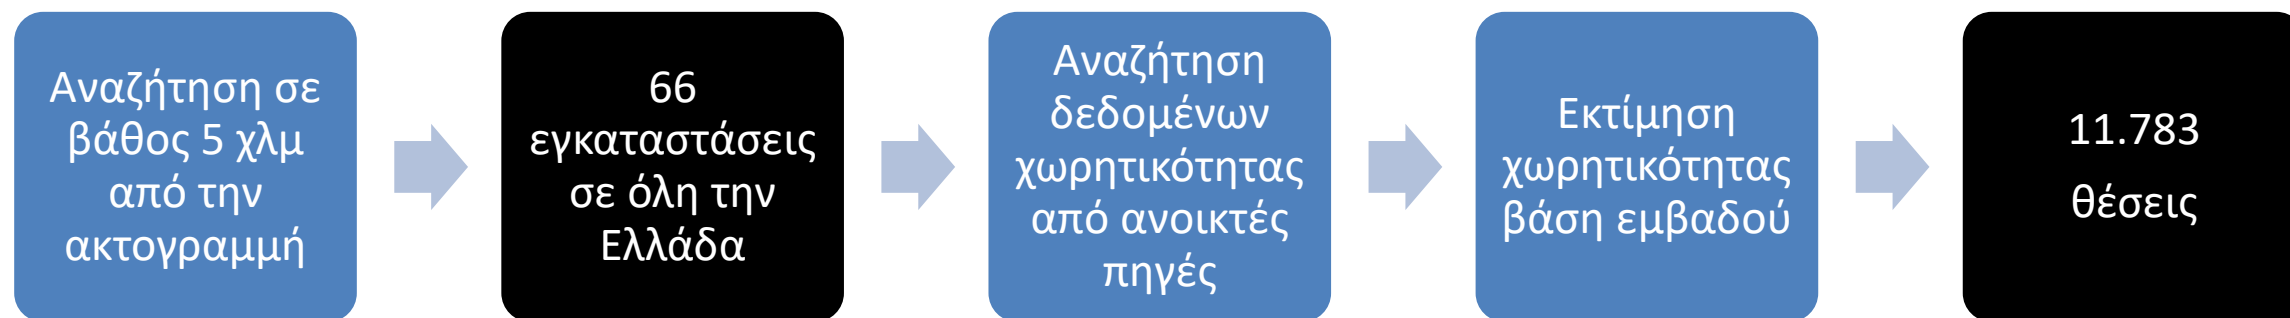 Αναζήτηση σε
βάθος 5 χλμ
από την
ακτογραμμή
66
εγκαταστάσεις
σε όλη την
Ελλάδα
Αναζήτηση
δεδομένων
χωρητικότητας
από ανοικτές
πηγές
Εκτίμηση
χωρητικότητας
βάση εμβαδού
11.783
θέσεις